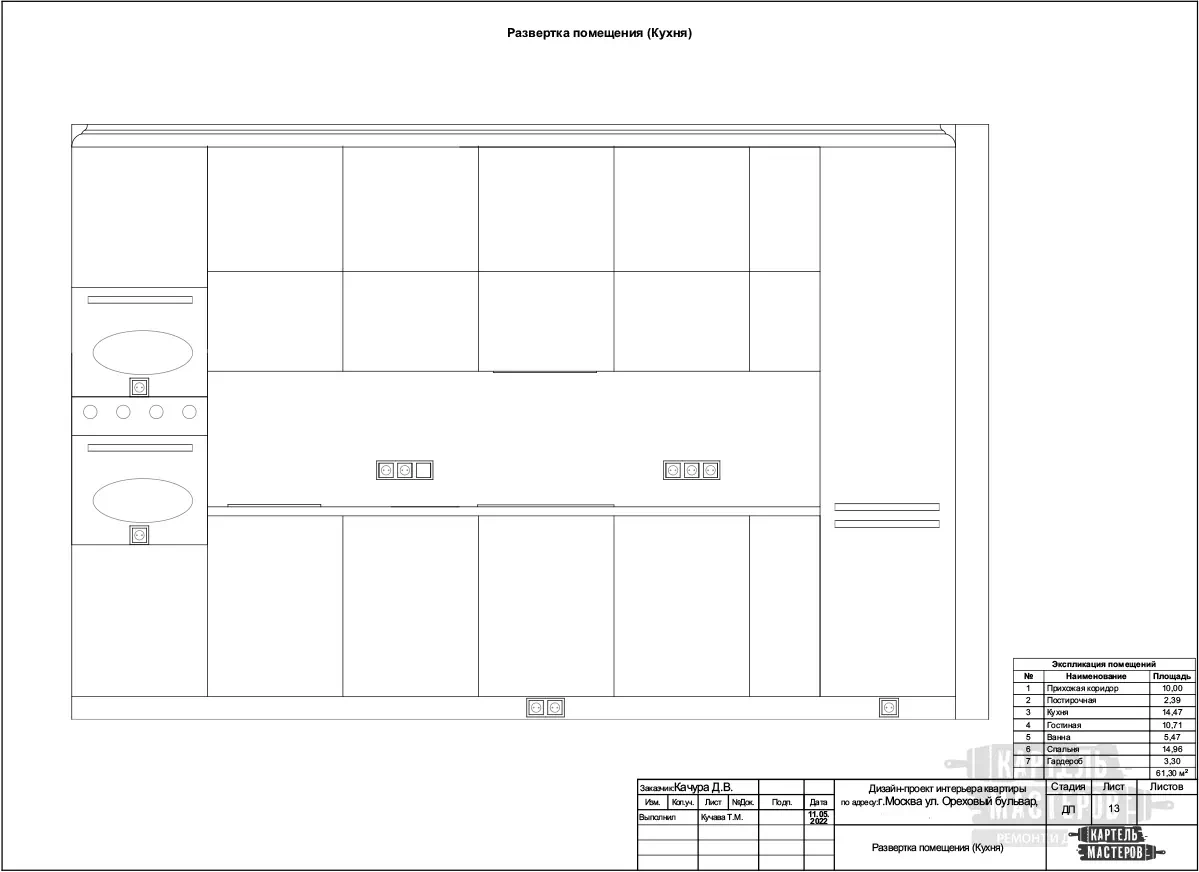 Развертка помещения (Кухня)
Экспликация помещений
№ Наименование Площадь
1 Прихожая коридор 10,00
2 Постирочная 2,39
3 Кухня 14,47
4 Гостиная 10,71
5 Ванна 5,47
6 Спальня 14,96
7 Гардероб 3,30
61,30 м²
Заказчик: Качура Д.В.
Изм. Кол.уч. Лист №Док. Подп. Дата
Выполнил Кучава Т.М. 11.05.
2022
Дизайн-проект интерьера квартиры
по адресу: г.Москва ул. Ореховый бульвар,
Стадия Лист Листов
ДП 13
Развертка помещения (Кухня)
КАРТЕЛЬ
МАСТЕРОВ
КАРТЕЛЬ
МАСТЕРОВ